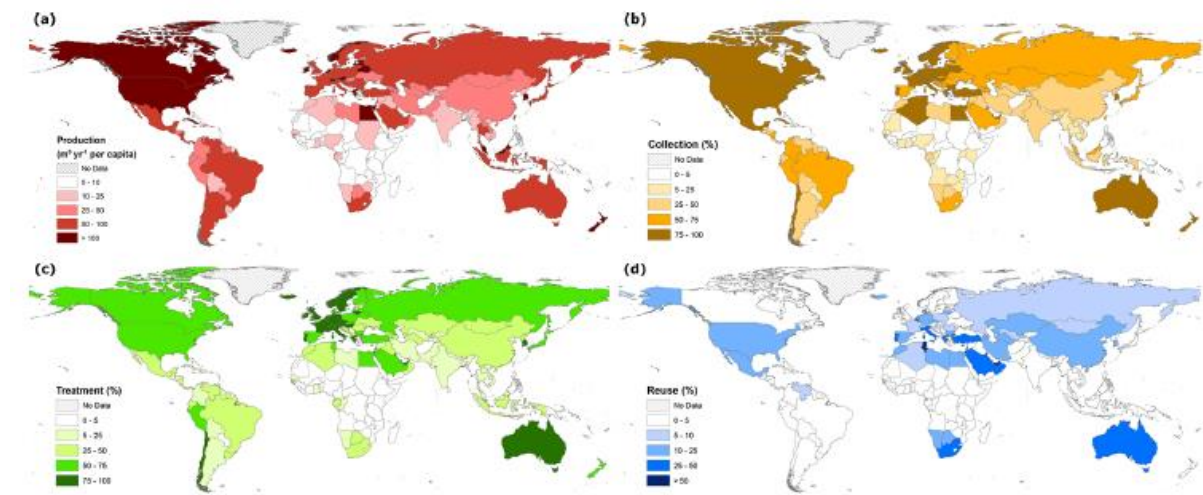 (a)
Production
(m³ yr⁻¹ per capita)
No Data
0 - 10
10 - 25
25 - 50
50 - 100
> 100
(b)
Collection (%)
No Data
0 - 5
5 - 25
25 - 50
50 - 75
75 - 100
(c)
Treatment (%)
No Data
0 - 5
5 - 25
25 - 50
50 - 75
75 - 100
(d)
Reuse (%)
No Data
0 - 5
5 - 10
10 - 25
25 - 50
> 50